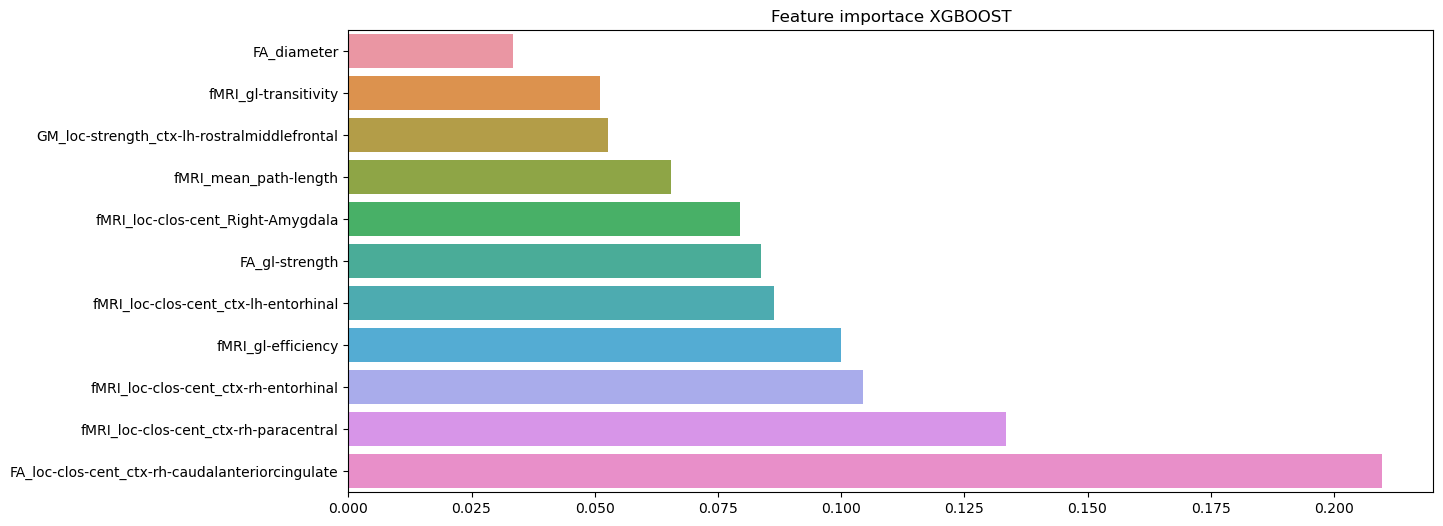 Feature importace XGBOOST
FA_diameter
fMRI_gl-transitivity
GM_loc-strength_ctx-lh-rostralmiddlefrontal
fMRI_mean_path-length
fMRI_loc-clos-cent_Right-Amygdala
FA_gl-strength
fMRI_loc-clos-cent_ctx-lh-entorhinal
fMRI_gl-efficiency
fMRI_loc-clos-cent_ctx-rh-entorhinal
fMRI_loc-clos-cent_ctx-rh-paracentral
FA_loc-clos-cent_ctx-rh-caudalanteriorcingulate
0.000 0.025 0.050 0.075 0.100 0.125 0.150 0.175 0.200